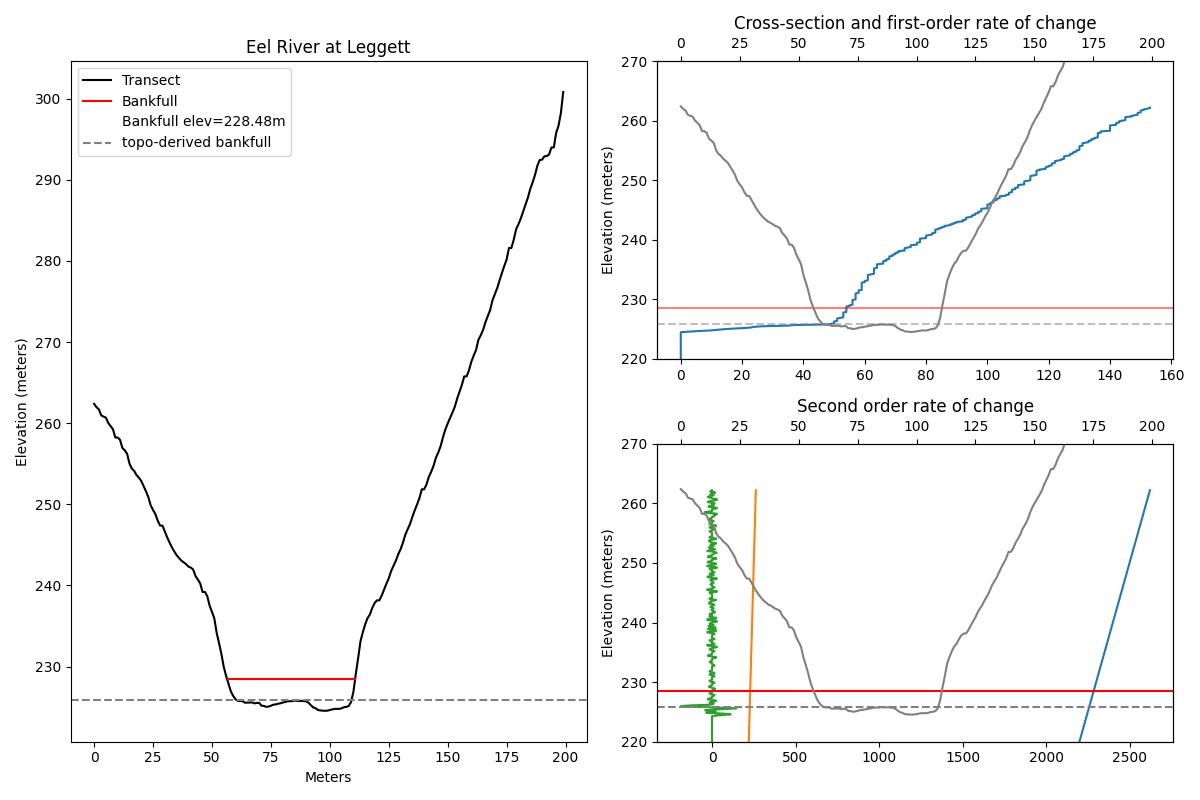 Eel River at Leggett
Transect
Bankfull
Bankfull elev=228.48m
topo-derived bankfull
300
290
280
270
260
250
240
230
Elevation (meters)
0 25 50 75 100 125 150 175 200
Meters
Cross-section and first-order rate of change
0 25 50 75 100 125 150 175 200
270
260
250
240
230
220
Elevation (meters)
0 20 40 60 80 100 120 140 160
Second order rate of change
0 25 50 75 100 125 150 175 200
270
260
250
240
230
220
Elevation (meters)
0 500 1000 1500 2000 2500